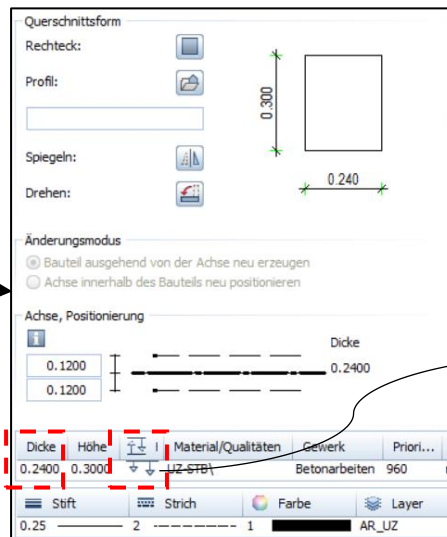 Querschnittsform
Rechteck:
Profil:
0.300
0.240
Spiegeln:
Drehen:
Änderungsmodus
Bauteil ausgehend von der Achse neu erzeugen
Achse innerhalb des Bauteils neu positionieren
Achse, Positionierung
Dicke
0.1200
0.2400
0.1200
Dicke Höhe Material/Qualitäten Gewerk Priori...
0.2400 0.3000 UZ-STB\ Betonarbeiten 960
Stift Strich Farbe Layer
0.25 2 1 AR_UZ